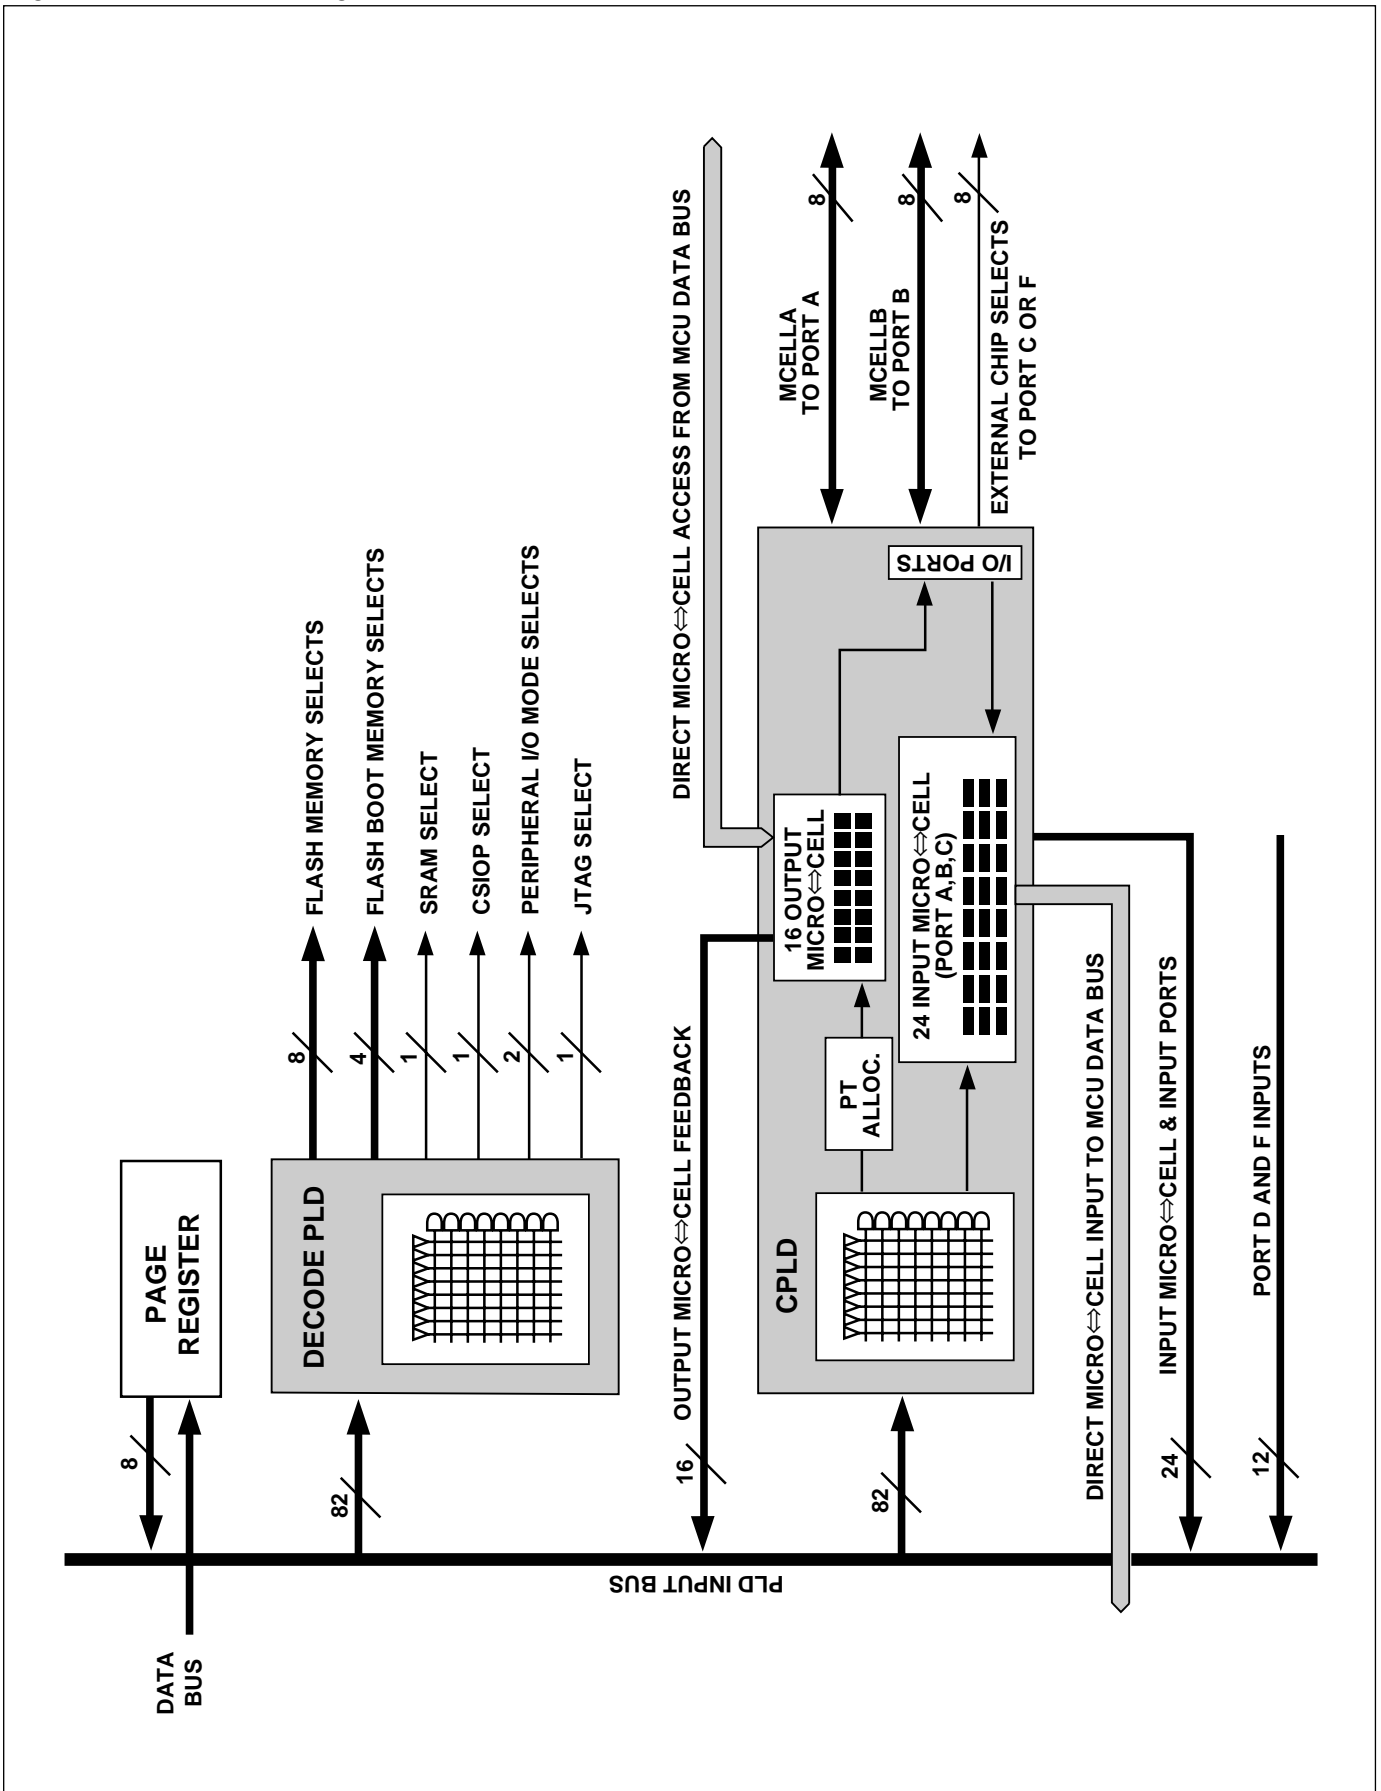 DATA
BUS
8
PAGE
REGISTER
PLD INPUT BUS
82
DECODE PLD
8
FLASH MEMORY SELECTS
4
FLASH BOOT MEMORY SELECTS
1
SRAM SELECT
1
CSIOP SELECT
2
PERIPHERAL I/O MODE SELECTS
1
JTAG SELECT
16
OUTPUT MICRO⇔CELL FEEDBACK
DIRECT MICRO⇔CELL ACCESS FROM MCU DATA BUS
82
CPLD
PT
ALLOC.
16 OUTPUT
MICRO⇔CELL
24 INPUT MICRO⇔CELL
(PORT A,B,C)
I/O PORTS
MCELLA
TO PORT A
8
MCELLB
TO PORT B
8
EXTERNAL CHIP SELECTS
TO PORT C OR F
8
DIRECT MICRO⇔CELL INPUT TO MCU DATA BUS
24
INPUT MICRO⇔CELL & INPUT PORTS
12
PORT D AND F INPUTS